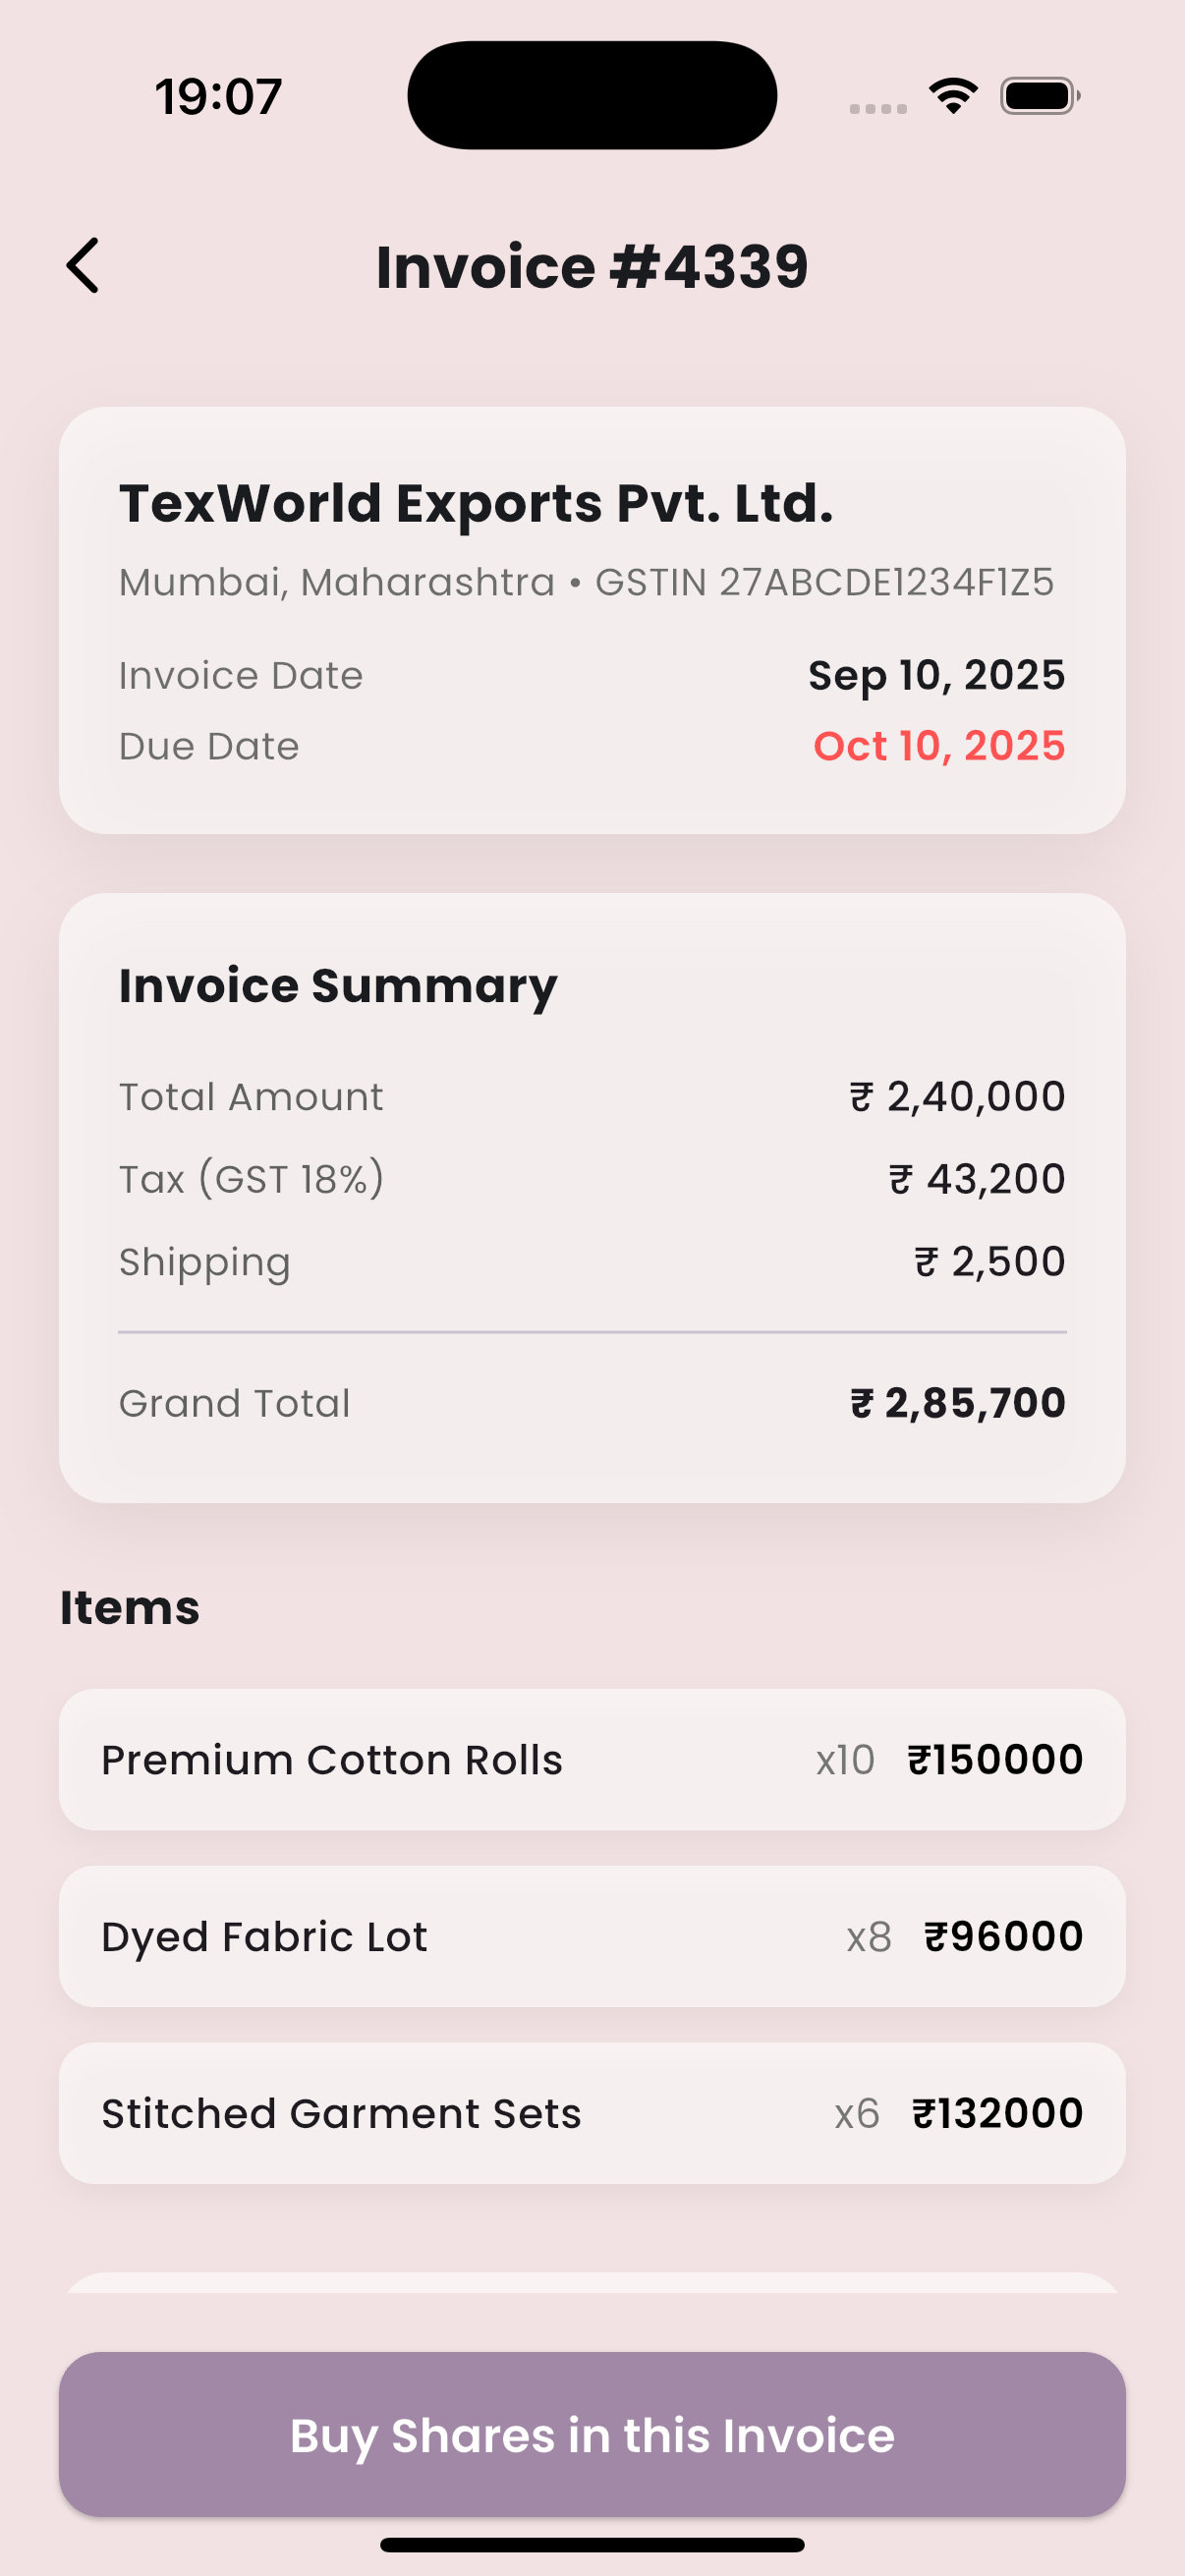 19:07
Invoice #4339
TexWorld Exports Pvt. Ltd.
Mumbai, Maharashtra • GSTIN 27ABCDE1234F1Z5
Invoice Date Sep 10, 2025
Due Date Oct 10, 2025
Invoice Summary
Total Amount ₹ 2,40,000
Tax (GST 18%) ₹ 43,200
Shipping ₹ 2,500
Grand Total ₹ 2,85,700
Items
Premium Cotton Rolls x10 ₹150000
Dyed Fabric Lot x8 ₹96000
Stitched Garment Sets x6 ₹132000
Buy Shares in this Invoice